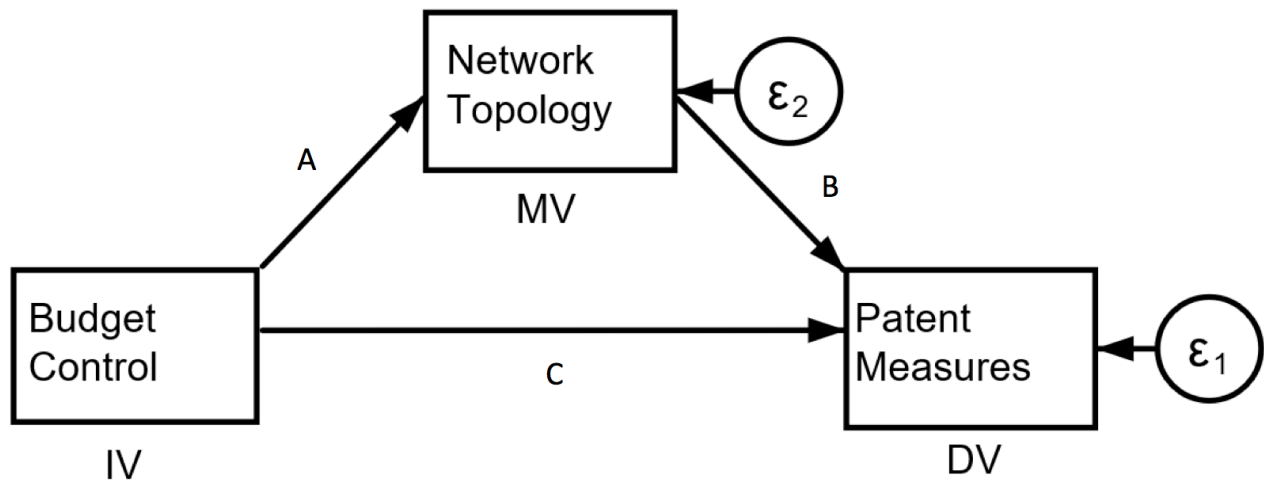 Network
Topology
ε2
A
MV
B
Budget
Control
C
Patent
Measures
ε1
IV
DV